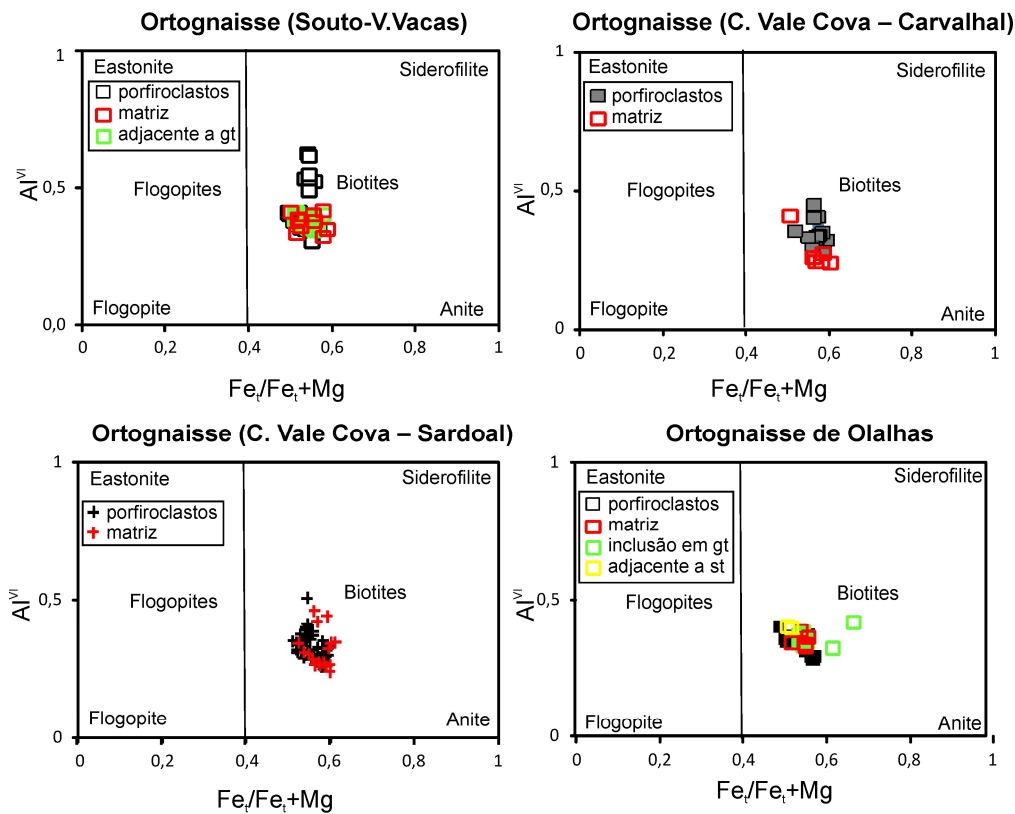 Ortognaisse (Souto-V.Vacas)
1
Eastonite
Siderofilite
porfiroclastos
matriz
adjacente a gt
Al^VI
0,5
Flogopites
Biotites
Flogopite
Anite
0,0
0
0,2
0,4
0,6
0,8
1
Fe_t/Fe_t+Mg
Ortognaisse (C. Vale Cova – Carvalhal)
1
Eastonite
Siderofilite
porfiroclastos
matriz
Al^VI
0,5
Flogopites
Biotites
Flogopite
Anite
0
0
0,2
0,4
0,6
0,8
1
Fe_t/Fe_t+Mg
Ortognaisse (C. Vale Cova – Sardoal)
1
Eastonite
Siderofilite
porfiroclastos
matriz
Al^VI
0,5
Flogopites
Biotites
Flogopite
Anite
0
0
0,2
0,4
0,6
0,8
1
Fe_t/Fe_t+Mg
Ortognaisse de Olalhas
1
Eastonite
Siderofilite
porfiroclastos
matriz
inclusão em gt
adjacente a st
Al^VI
0,5
Flogopites
Biotites
Flogopite
Anite
0
0
0,2
0,4
0,6
0,8
1
Fe_t/Fe_t+Mg